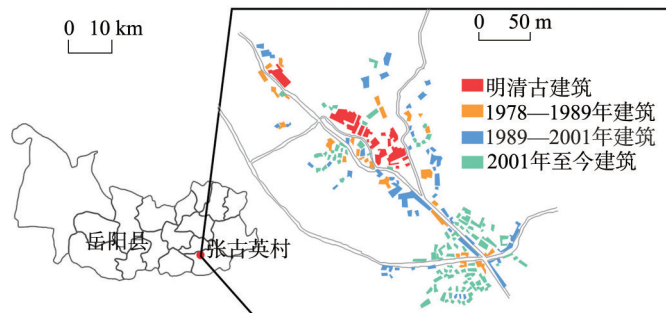 0 10 km
0 50 m
明清古建筑
1978—1989年建筑
1989—2001年建筑
2001年至今建筑
岳阳县
张古英村